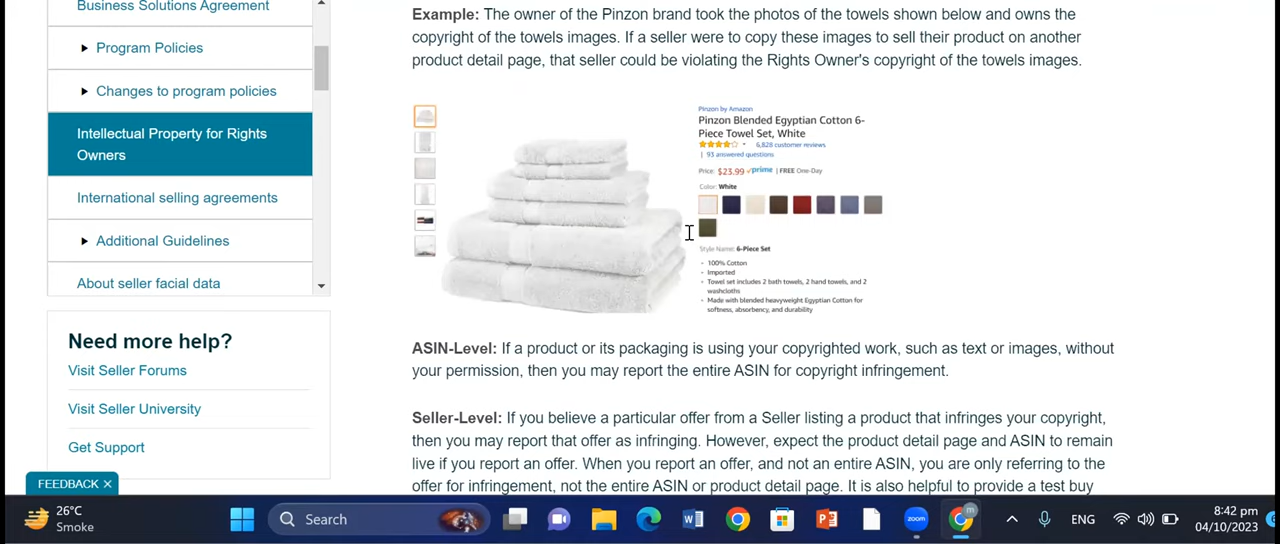 Business Solutions Agreement
Program Policies
Changes to program policies
Intellectual Property for Rights
Owners
International selling agreements
Additional Guidelines
About seller facial data
Need more help?
Visit Seller Forums
Visit Seller University
Get Support
FEEDBACK ×
Example: The owner of the Pinzon brand took the photos of the towels shown below and owns the
copyright of the towels images. If a seller were to copy these images to sell their product on another
product detail page, that seller could be violating the Rights Owner's copyright of the towels images.
Pinzon by Amazon
Pinzon Blended Egyptian Cotton 6-
Piece Towel Set, White
6,828 customer reviews
| 93 answered questions
Price: $23.99 prime | FREE One-Day
Color: White
Style Name: 6-Piece Set
• 100% Cotton
• Imported
• Towel set includes 2 bath towels, 2 hand towels, and 2
washcloths
• Made with blended heavyweight Egyptian Cotton for
softness, absorbency, and durability
ASIN-Level: If a product or its packaging is using your copyrighted work, such as text or images, without
your permission, then you may report the entire ASIN for copyright infringement.
Seller-Level: If you believe a particular offer from a Seller listing a product that infringes your copyright,
then you may report that offer as infringing. However, expect the product detail page and ASIN to remain
live if you report an offer. When you report an offer, and not an entire ASIN, you are only referring to the
offer for infringement, not the entire ASIN or product detail page. It is also helpful to provide a test buy
26°C
Smoke
Search
zoom
m
ENG
8:42 pm
04/10/2023